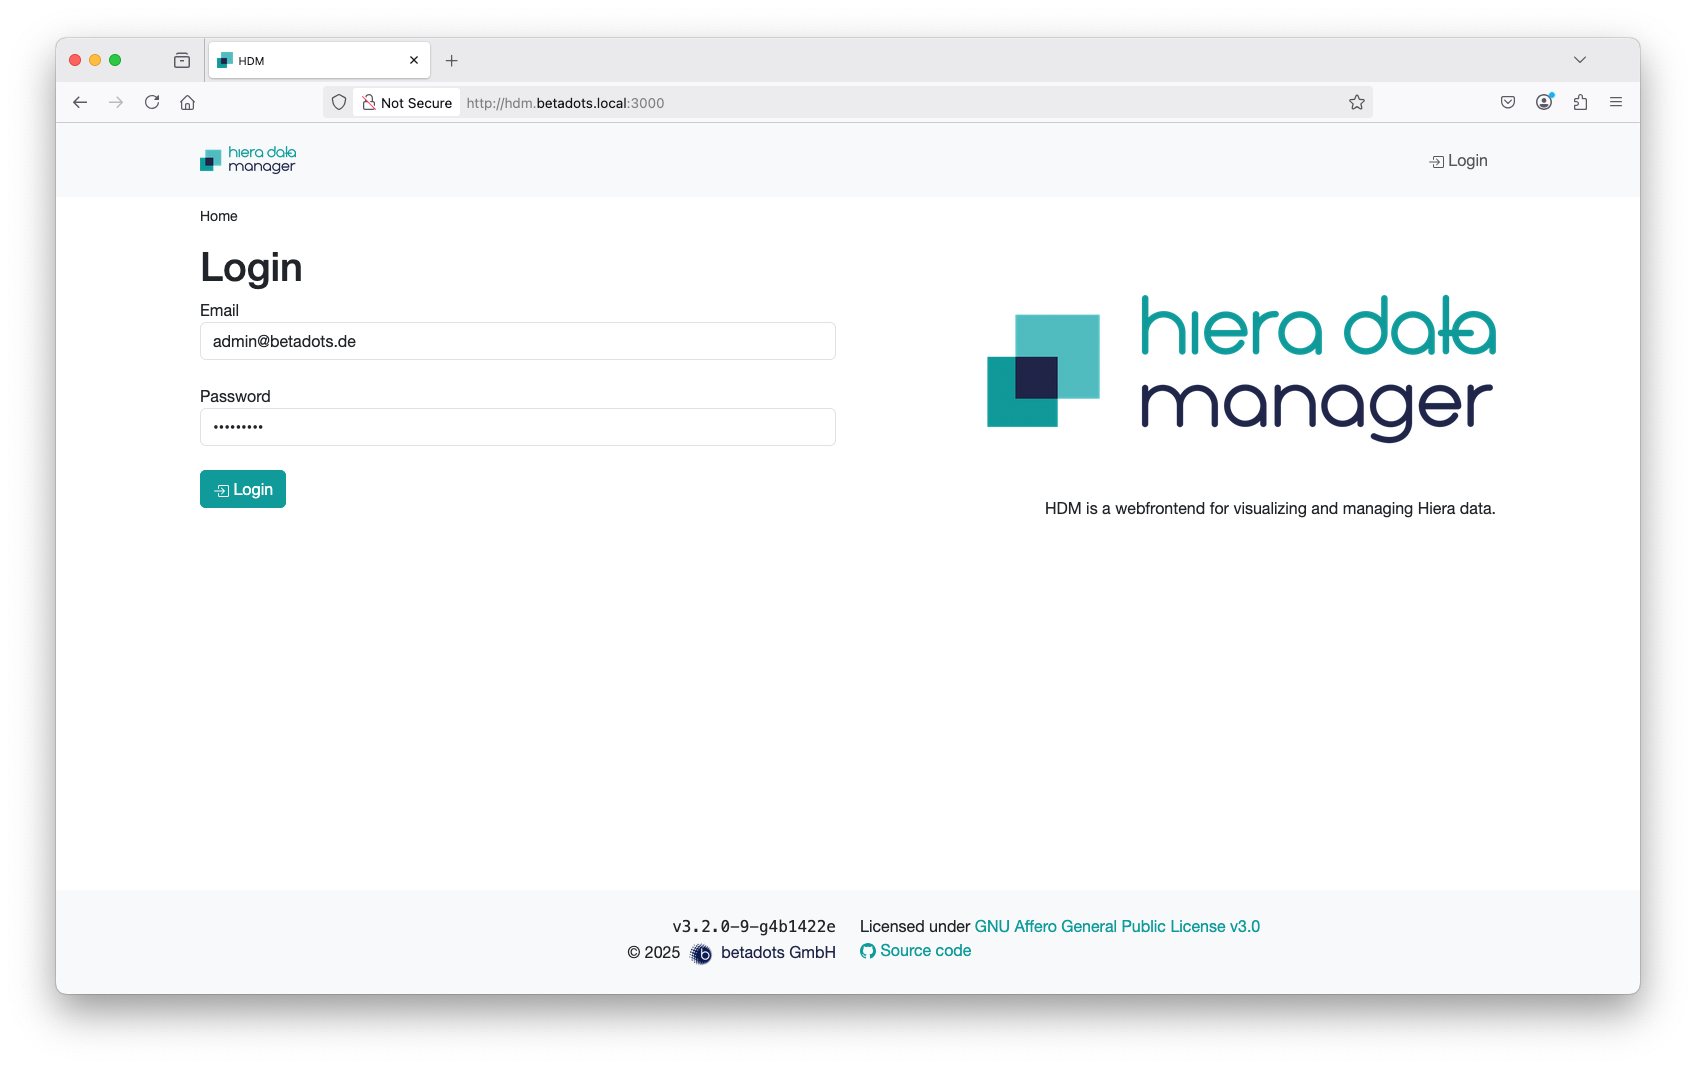 HDM
Not Secure http://hdm.betadots.local:3000
hiera data
manager
Login
Home
Login
Email
admin@betadots.de
Password
•••••••••
Login
hiera data
manager
HDM is a webfrontend for visualizing and managing Hiera data.
v3.2.0-9-g4b1422e
© 2025 b betadots GmbH
Licensed under GNU Affero General Public License v3.0
Source code